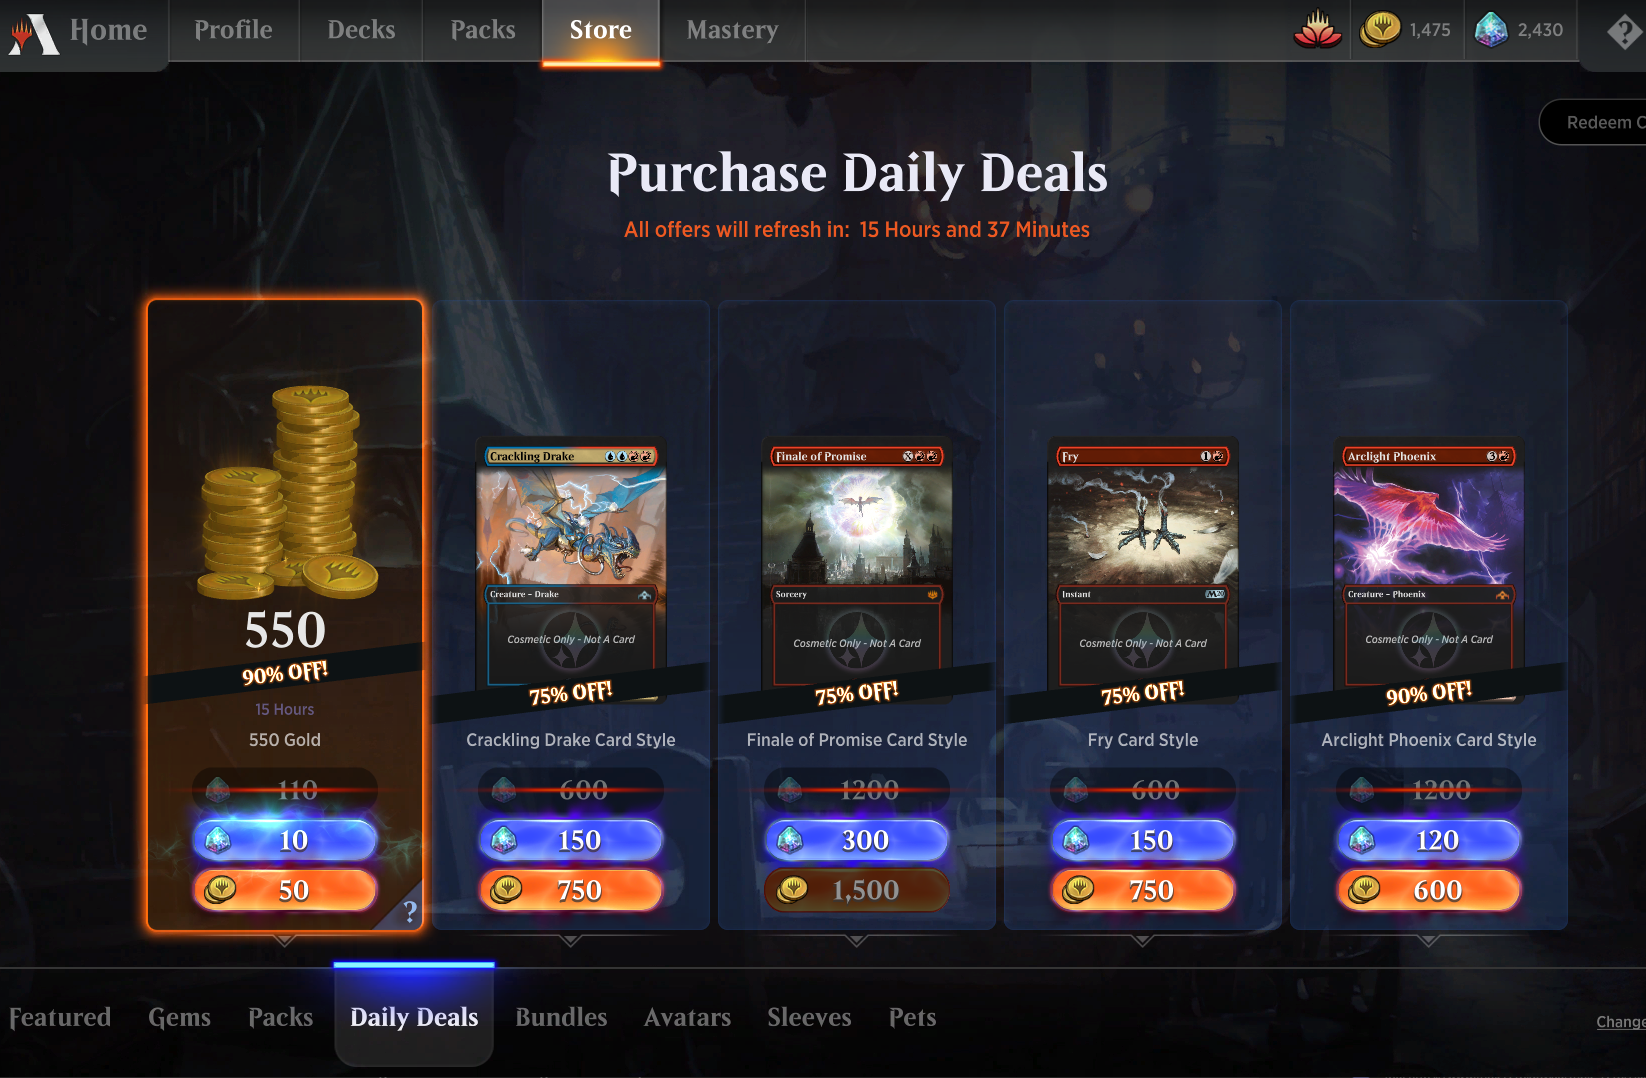 Home
Profile
Decks
Packs
Store
Mastery
1,475
2,430
?
Redeem C
Purchase Daily Deals
All offers will refresh in: 15 Hours and 37 Minutes
550
90% OFF!
15 Hours
550 Gold
110
10
50
?
Crackling Drake
Creature – Drake
Cosmetic Only - Not A Card
75% OFF!
Crackling Drake Card Style
600
150
750
Finale of Promise
X
Sorcery
Cosmetic Only - Not A Card
75% OFF!
Finale of Promise Card Style
1200
300
1,500
Fry
1
Instant
Cosmetic Only - Not A Card
75% OFF!
Fry Card Style
600
150
750
Arclight Phoenix
3
Creature – Phoenix
Cosmetic Only - Not A Card
90% OFF!
Arclight Phoenix Card Style
1200
120
600
Featured
Gems
Packs
Daily Deals
Bundles
Avatars
Sleeves
Pets
Change